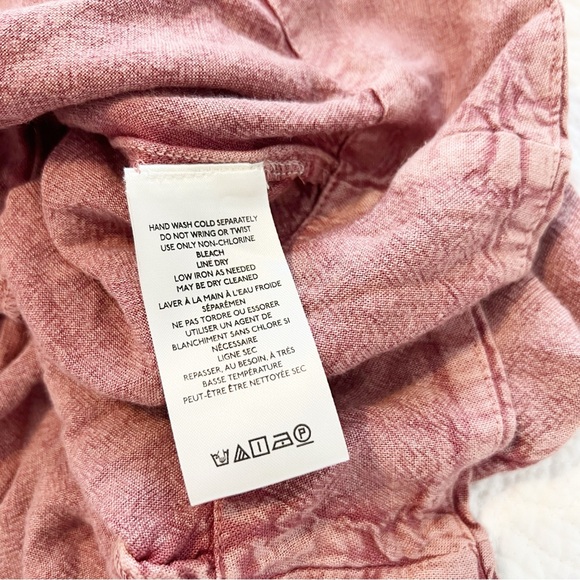 HAND WASH COLD SEPARATELY
DO NOT WRING OR TWIST
USE ONLY NON-CHLORINE
BLEACH
LINE DRY
LOW IRON AS NEEDED
MAY BE DRY CLEANED
LAVER À LA MAIN À L'EAU FROIDE
SÉPARÉMEN
NE PAS TORDRE OU ESSORER
UTILISER UN AGENT DE
BLANCHIMENT SANS CHLORE SI
NÉCESSAIRE
LIGNE SEC
REPASSER, AU BESOIN, À TRÉS
BASSE TEMPÉRATURE
PEUT-ÊTRE ÊTRE NETTOYÉE SEC
P